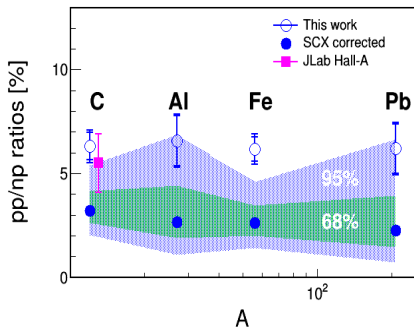 This work
SCX corrected
JLab Hall-A
pp/np ratios [%]
10
5
0
C
Al
Fe
Pb
95%
68%
10²
A